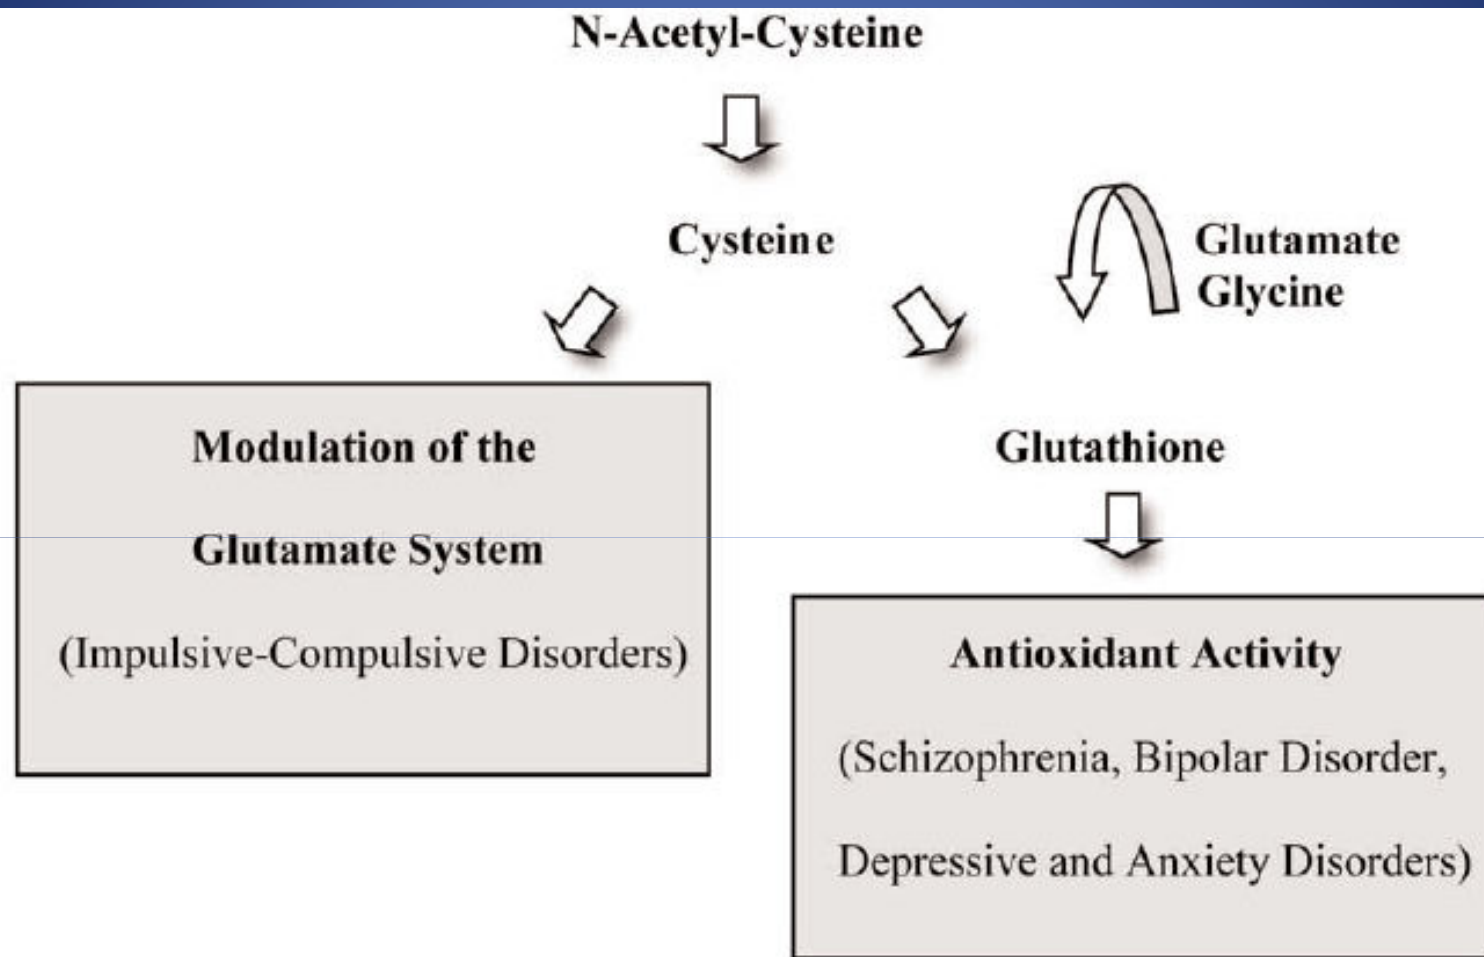 N-Acetyl-Cysteine
Cysteine
Glutamate
Glycine
Modulation of the
Glutamate System
(Impulsive-Compulsive Disorders)
Glutathione
Antioxidant Activity
(Schizophrenia, Bipolar Disorder,
Depressive and Anxiety Disorders)